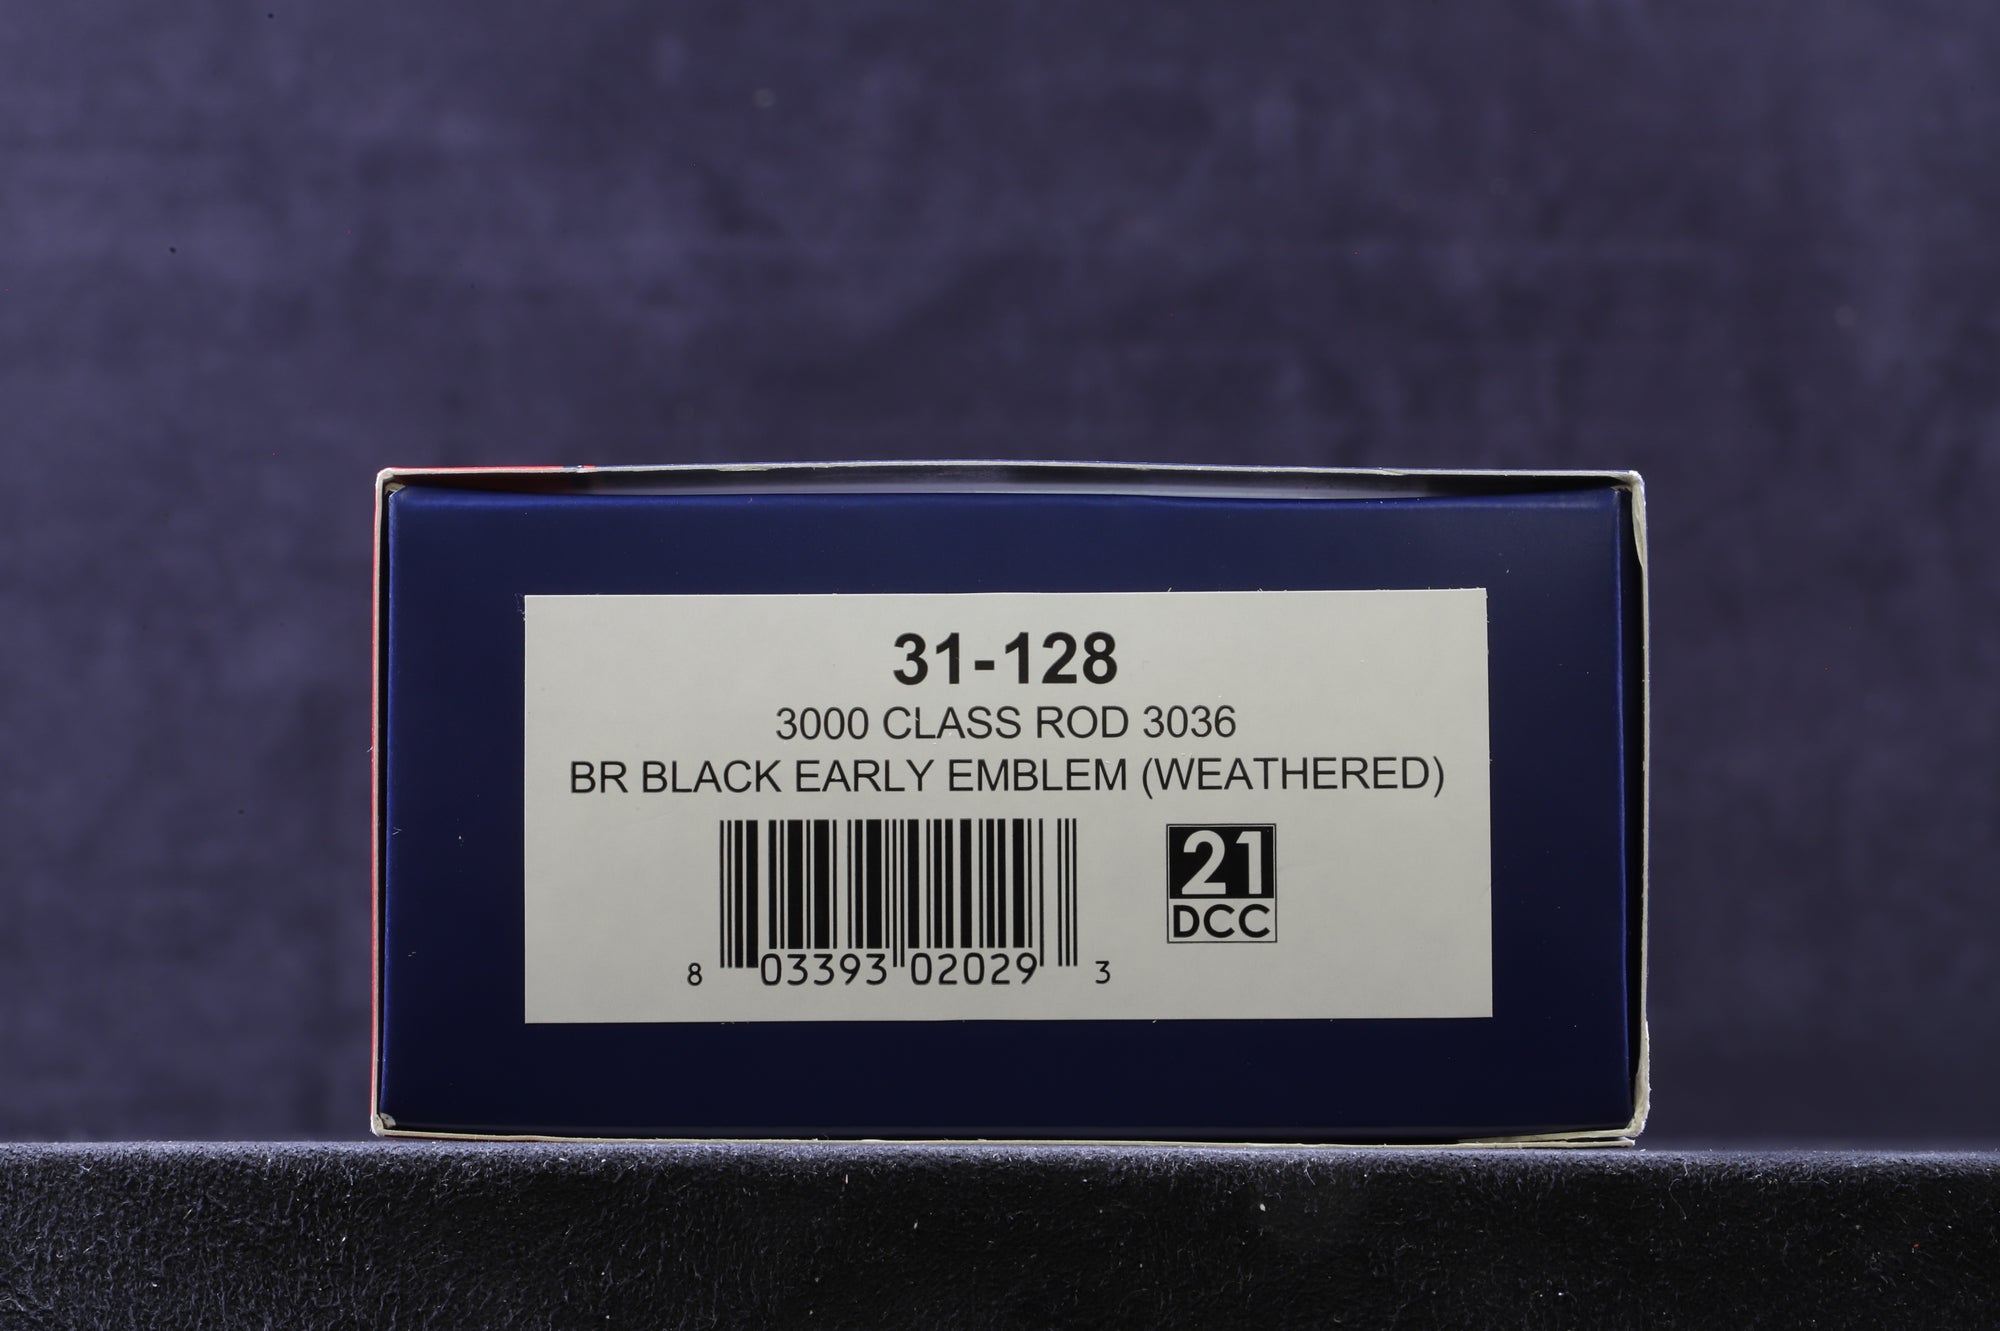 31-128
3000 CLASS ROD 3036
BR BLACK EARLY EMBLEM (WEATHERED)
21
DCC
8 03393 02029 3